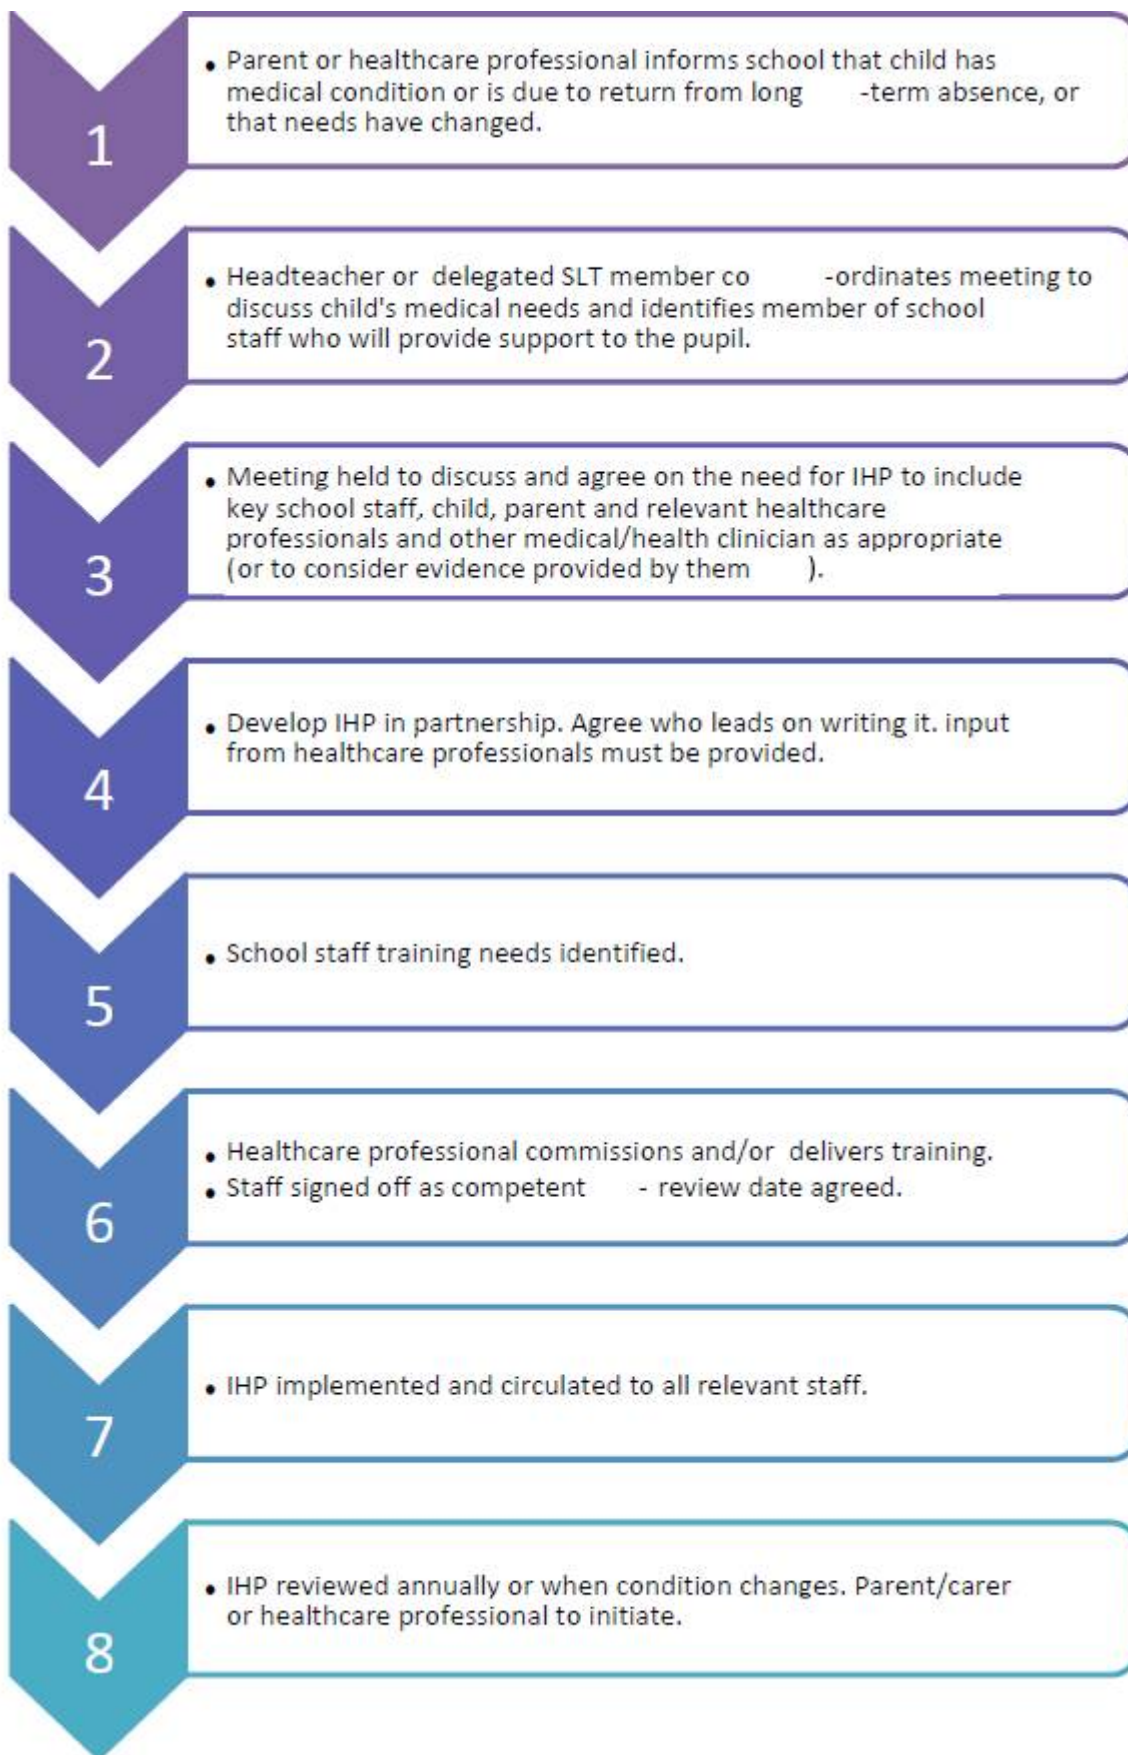 1
• Parent or healthcare professional informs school that child has
medical condition or is due to return from long -term absence, or
that needs have changed.
2
• Headteacher or delegated SLT member co -ordinates meeting to
discuss child's medical needs and identifies member of school
staff who will provide support to the pupil.
3
• Meeting held to discuss and agree on the need for IHP to include
key school staff, child, parent and relevant healthcare
professionals and other medical/health clinician as appropriate
(or to consider evidence provided by them ).
4
• Develop IHP in partnership. Agree who leads on writing it. input
from healthcare professionals must be provided.
5
• School staff training needs identified.
6
• Healthcare professional commissions and/or delivers training.
• Staff signed off as competent - review date agreed.
7
• IHP implemented and circulated to all relevant staff.
8
• IHP reviewed annually or when condition changes. Parent/carer
or healthcare professional to initiate.